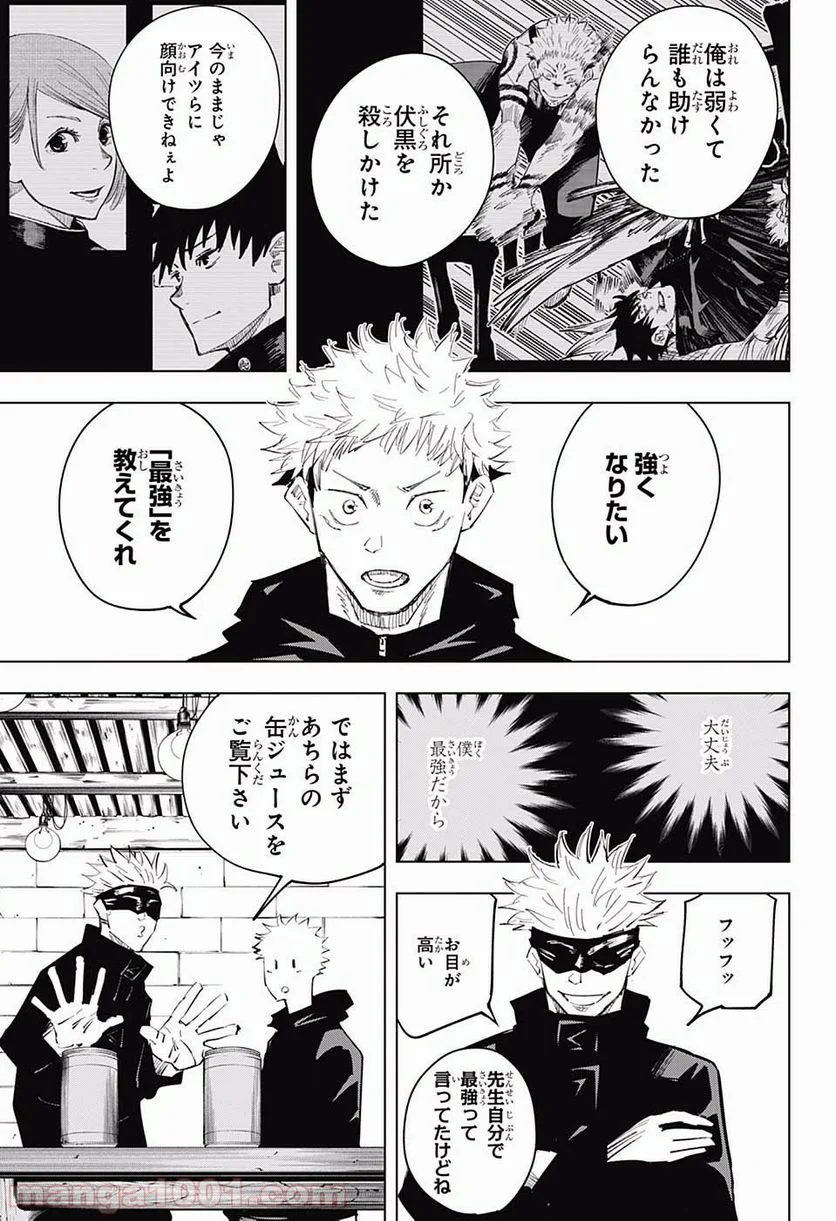 俺は弱くて
誰も助け
らんなかった
それ所か
伏黒を
殺しかけた
今のままじゃ
アイツらに
顔向けできねぇよ
強く
なりたい
「最強」を
教えてくれ
大丈夫
僕
最強だから
フッフッ
お目が
高い
先生自分で
最強って
言ってたけどね
ではまず
あちらの
缶ジュースを
ご覧下さい
manga1001.com